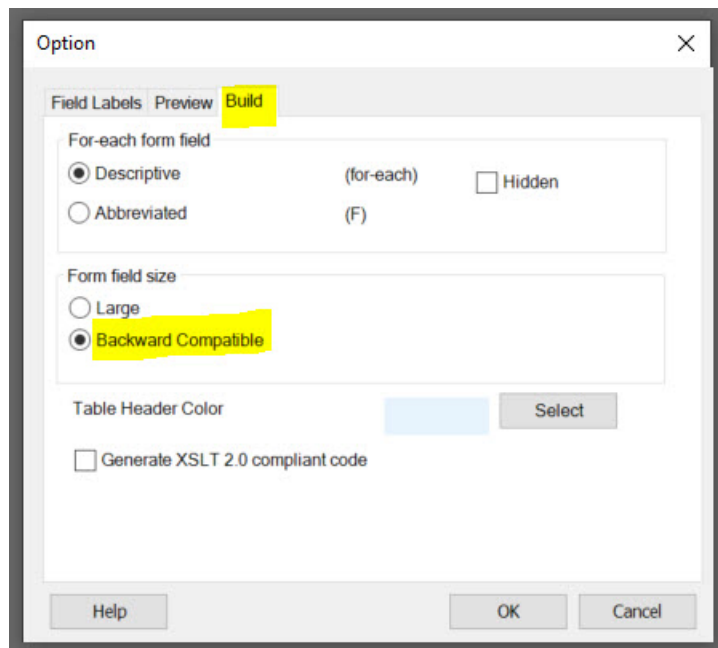 Option
Field Labels Preview Build
For-each form field
Descriptive (for-each) Hidden
Abbreviated (F)
Form field size
Large
Backward Compatible
Table Header Color Select
Generate XSLT 2.0 compliant code
Help OK Cancel